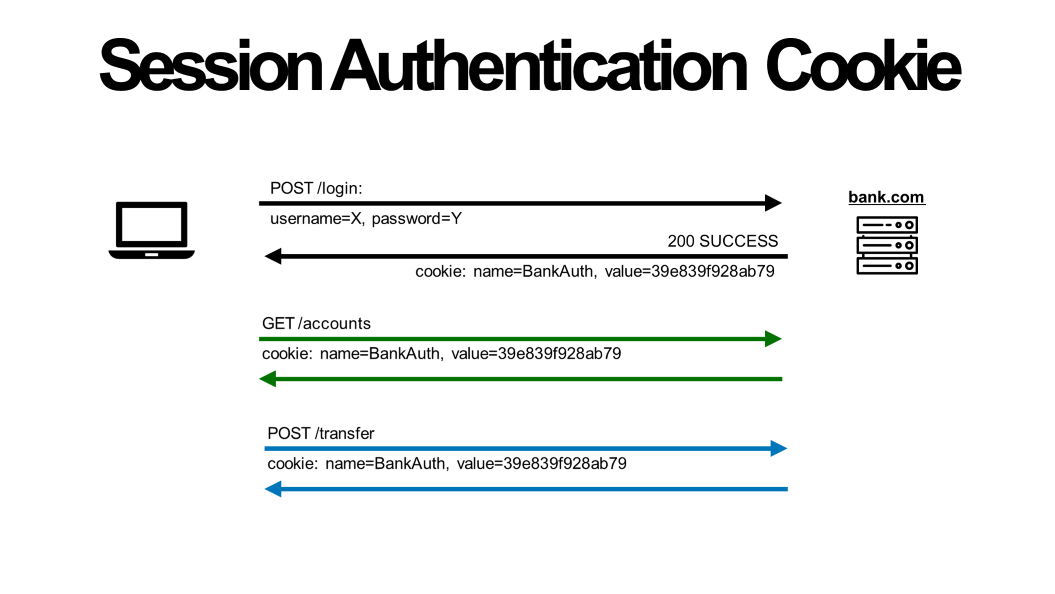 Session Authentication Cookie
POST /login:
bank.com
username=X, password=Y
200 SUCCESS
cookie: name=BankAuth, value=39e839f928ab79
GET /accounts
cookie: name=BankAuth, value=39e839f928ab79
POST /transfer
cookie: name=BankAuth, value=39e839f928ab79